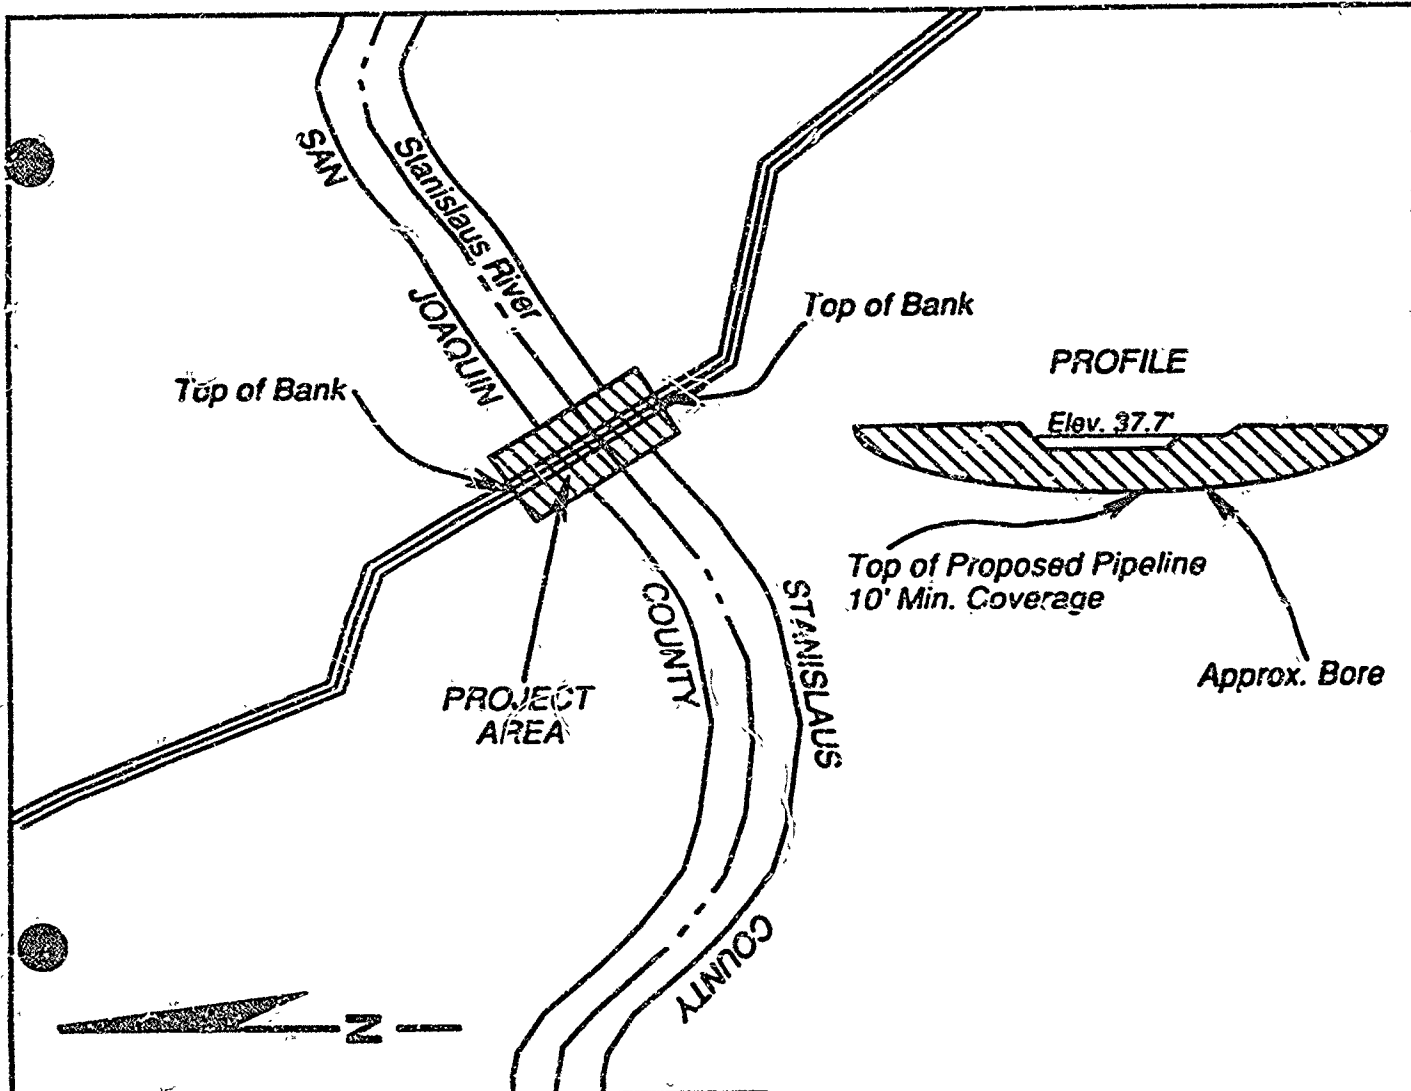 SAN
Stanislaus River
JOAQUIN
Top of Bank
Top of Bank
PROFILE
Elev. 37.7'
Top of Proposed Pipeline
10' Min. Coverage
Approx. Bore
PROJECT
AREA
COUNTY
STANISLAUS
COUNTY
N